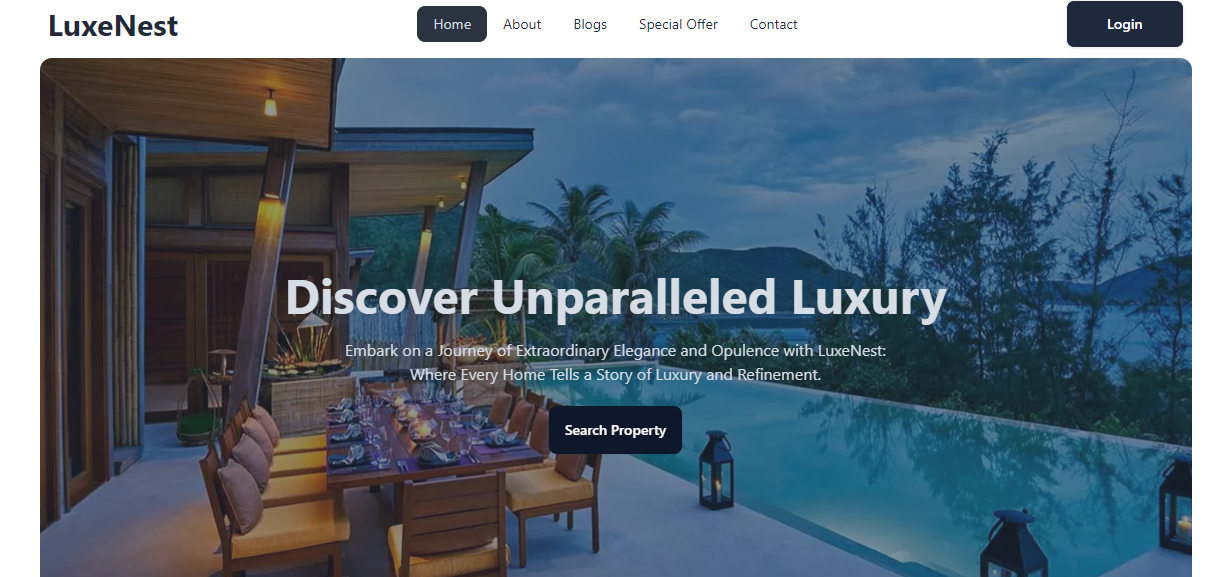 LuxeNest
Home
About
Blogs
Special Offer
Contact
Login
Discover Unparalleled Luxury
Embark on a Journey of Extraordinary Elegance and Opulence with LuxeNest:
Where Every Home Tells a Story of Luxury and Refinement.
Search Property